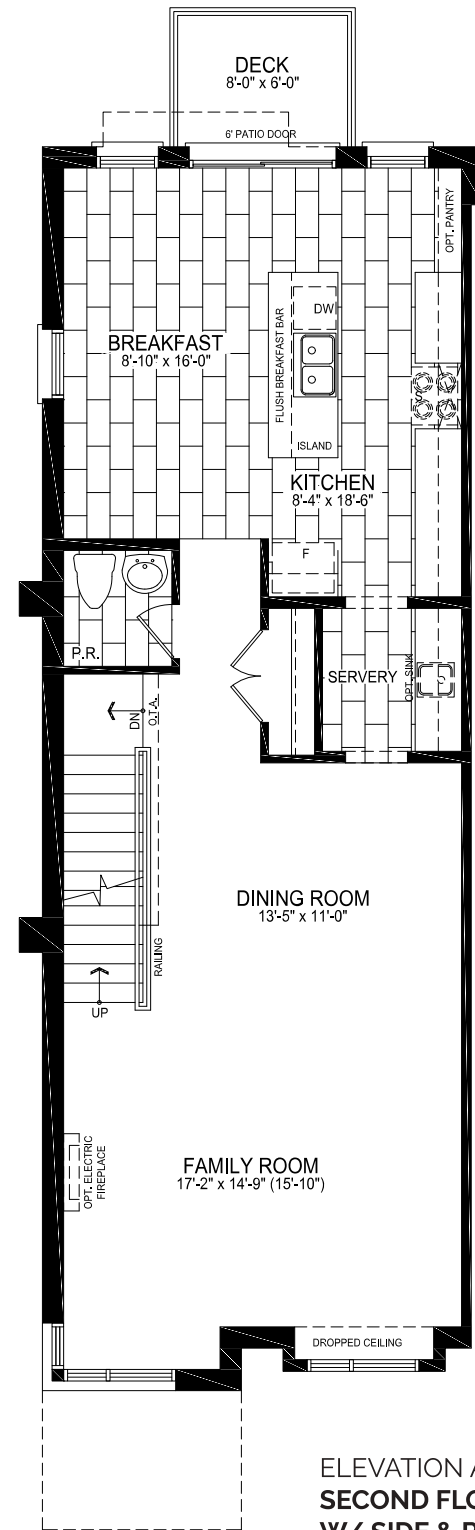 DECK
8'-0" x 6'-0"
6' PATIO DOOR
OPT. PANTRY
BREAKFAST
8'-10" x 16'-0"
FLUSH BREAKFAST BAR
DW
ISLAND
S
KITCHEN
8'-4" x 18'-6"
F
P.R.
SERVERY
OPT. SINK
DN
O.T.A.
DINING ROOM
13'-5" x 11'-0"
RAILING
UP
OPT. ELECTRIC
FIREPLACE
FAMILY ROOM
17'-2" x 14'-9" (15'-10")
DROPPED CEILING
ELEVATION A
SECOND FLO
W/ SIDE &